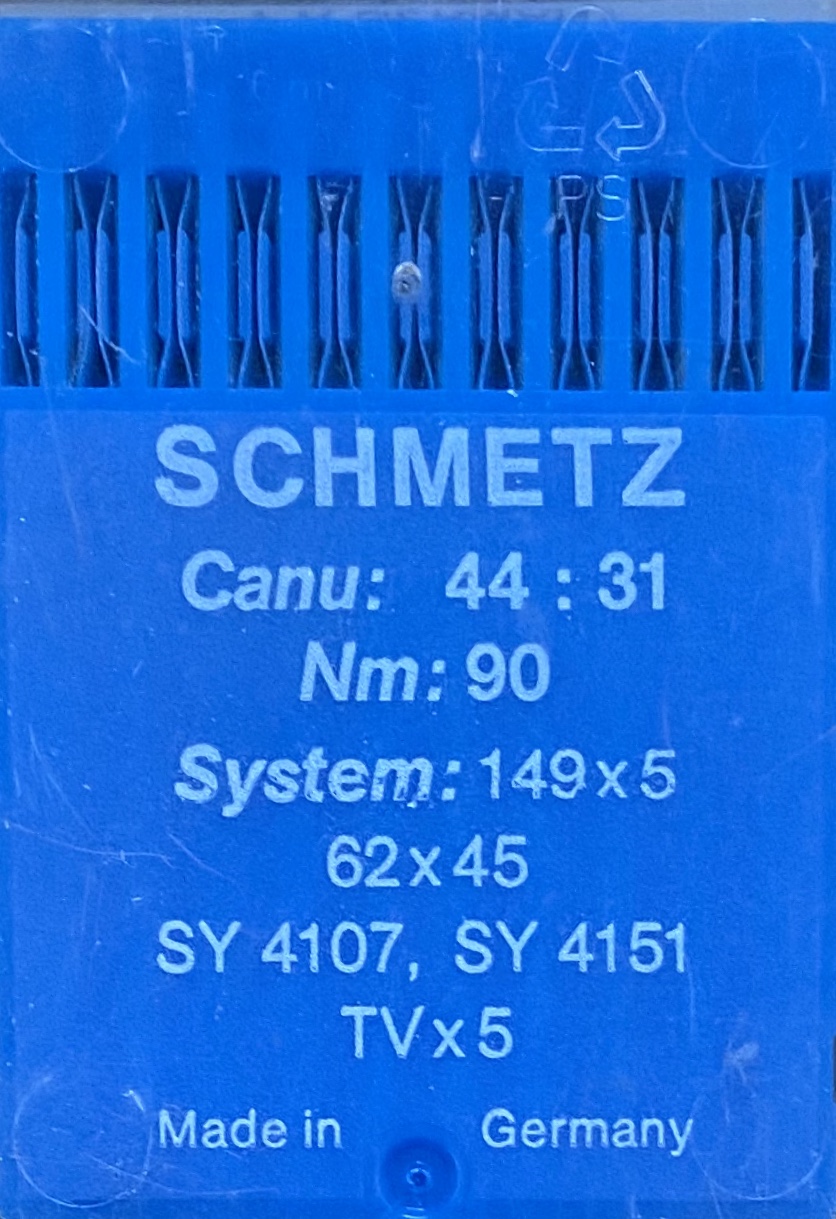 PS
SCHMETZ
Canu: 44 : 31
Nm: 90
System: 149x5
62x45
SY 4107, SY 4151
TVx5
Made in Germany